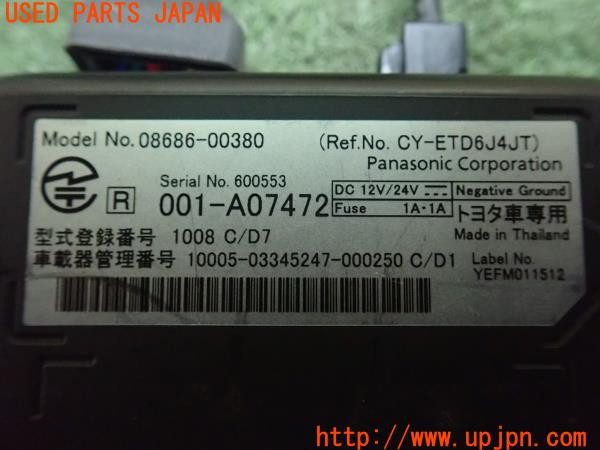 USED PARTS JAPAN
Model No. 08686-00380 (Ref.No. CY-ETD6J4JT)
Panasonic Corporation
Serial No. 600553
R 001-A07472
DC 12V/24V Negative Ground
Fuse 1A・1A トヨタ車専用
Made in Thailand
型式登録番号 1008 C/D7
車載器管理番号 10005-03345247-000250 C/D1
Label No.
YEFM011512
UPJ
www.upjpn.com